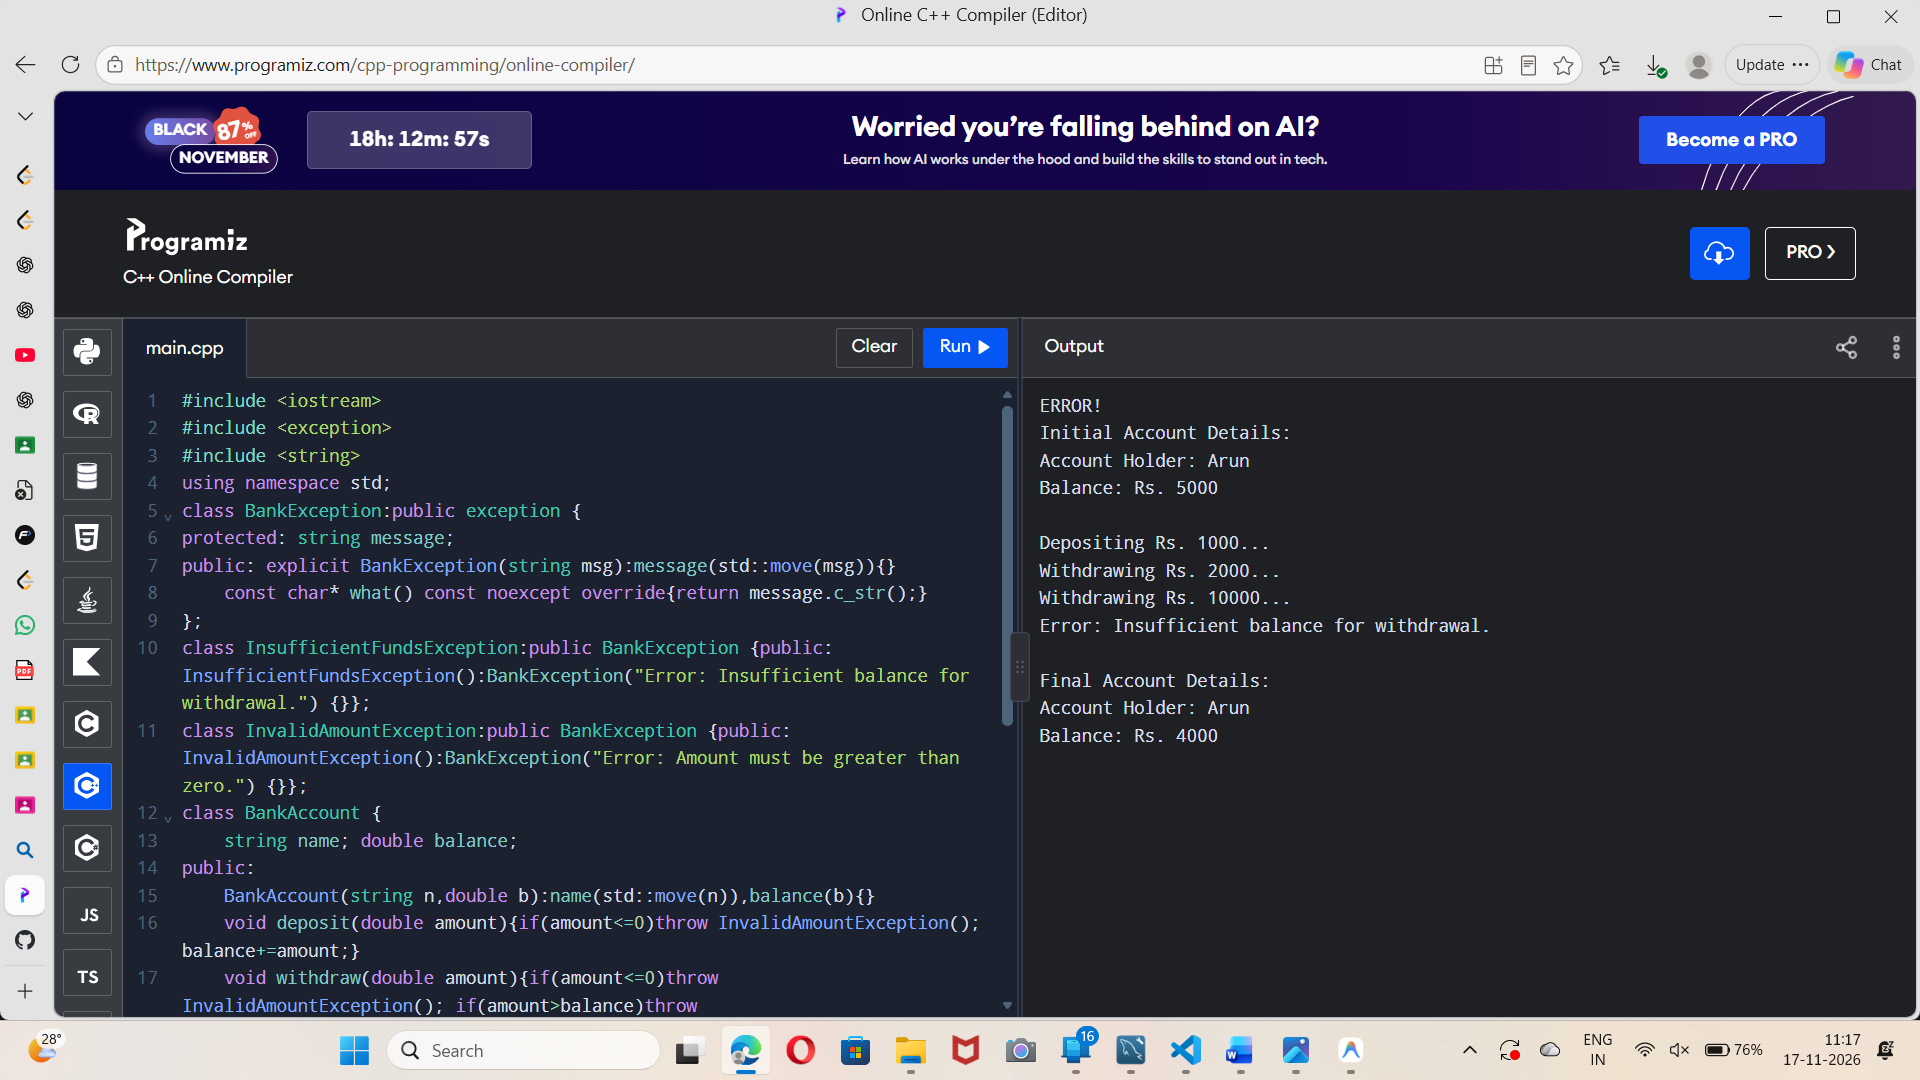 Online C++ Compiler (Editor)
https://www.programiz.com/cpp-programming/online-compiler/
Update
Chat
BLACK 87% OFF
NOVEMBER
18h: 12m: 57s
Worried you’re falling behind on AI?
Learn how AI works under the hood and build the skills to stand out in tech.
Become a PRO
Programiz
C++ Online Compiler
PRO
main.cpp
Clear
Run
Output
1 #include <iostream>
2 #include <exception>
3 #include <string>
4 using namespace std;
5 class BankException:public exception {
6 protected: string message;
7 public: explicit BankException(string msg):message(std::move(msg)){}
8 const char* what() const noexcept override{return message.c_str();}
9 };
10 class InsufficientFundsException:public BankException {public:
InsufficientFundsException():BankException("Error: Insufficient balance for
withdrawal.") {}};
11 class InvalidAmountException:public BankException {public:
InvalidAmountException():BankException("Error: Amount must be greater than
zero.") {}};
12 class BankAccount {
13 string name; double balance;
14 public:
15 BankAccount(string n,double b):name(std::move(n)),balance(b){}
16 void deposit(double amount){if(amount<=0)throw InvalidAmountException();
balance+=amount;}
17 void withdraw(double amount){if(amount<=0)throw
InvalidAmountException(); if(amount>balance)throw
ERROR!
Initial Account Details:
Account Holder: Arun
Balance: Rs. 5000
Depositing Rs. 1000...
Withdrawing Rs. 2000...
Withdrawing Rs. 10000...
Error: Insufficient balance for withdrawal.
Final Account Details:
Account Holder: Arun
Balance: Rs. 4000
JS
TS
PDF
28°
Search
16
ENG
IN
76%
11:17
17-11-2026